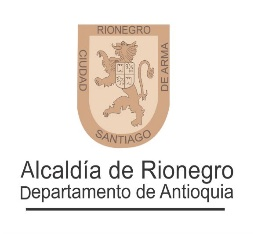 RIONEGRO
CIUDAD
DE ARMA
SANTIAGO
Alcaldía de Rionegro
Departamento de Antioquia